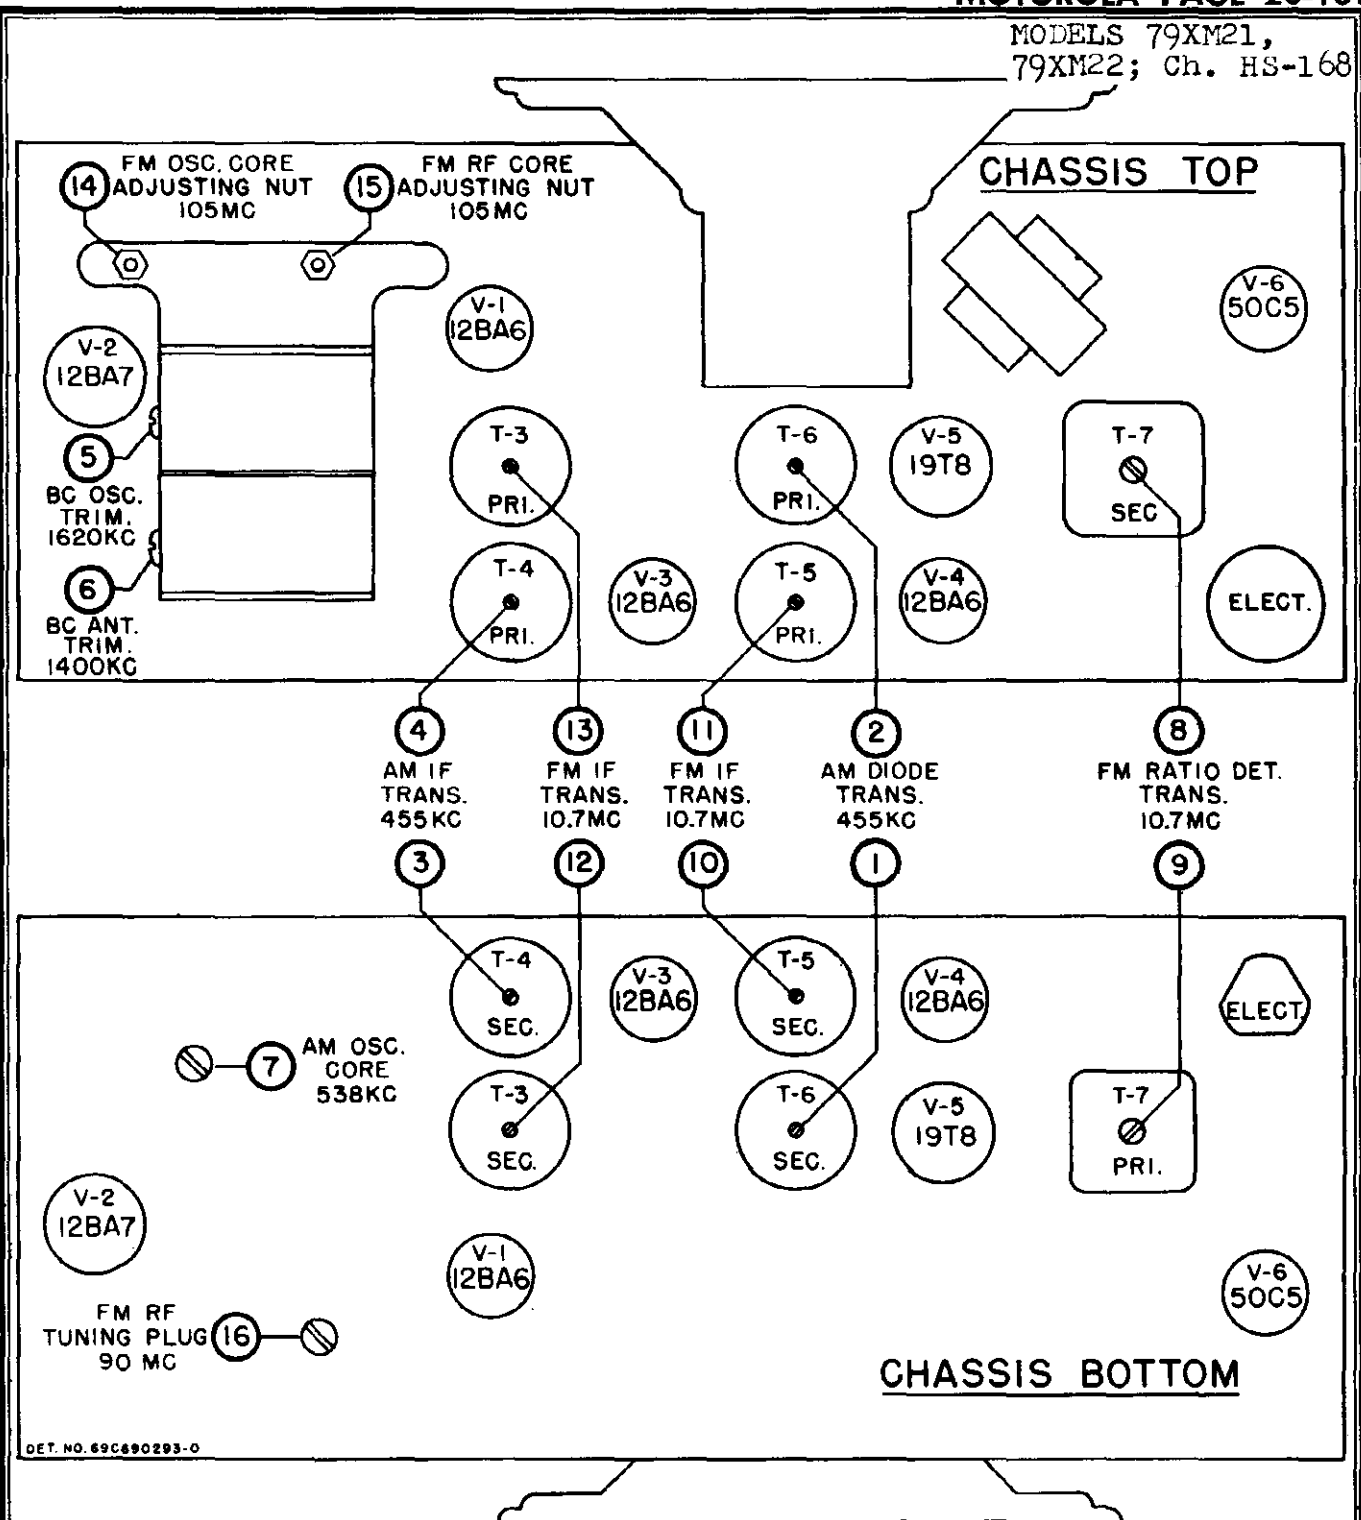 MODELS 79XM21,
79XM22; Ch. HS-168
CHASSIS TOP
14 FM OSC. CORE
ADJUSTING NUT
105MC
15 FM RF CORE
ADJUSTING NUT
105MC
V-1
12BA6
V-6
50C5
V-2
12BA7
5
BC OSC.
TRIM.
1620KC
6
BC ANT.
TRIM.
1400KC
T-3
PRI.
T-6
PRI.
V-5
19T8
T-7
SEC
T-4
PRI.
V-3
12BA6
T-5
PRI.
V-4
12BA6
ELECT.
4
AM IF
TRANS.
455KC
3
13
FM IF
TRANS.
10.7MC
12
11
FM IF
TRANS.
10.7MC
10
2
AM DIODE
TRANS.
455KC
1
8
FM RATIO DET.
TRANS.
10.7MC
9
T-4
SEC.
V-3
12BA6
T-5
SEC.
V-4
12BA6
ELECT.
7 AM OSC.
CORE
538KC
T-3
SEC.
T-6
SEC.
V-5
19T8
T-7
PRI.
V-2
12BA7
V-1
12BA6
V-6
50C5
FM RF
TUNING PLUG 16
90 MC
CHASSIS BOTTOM
DET. NO. 69C690293-0